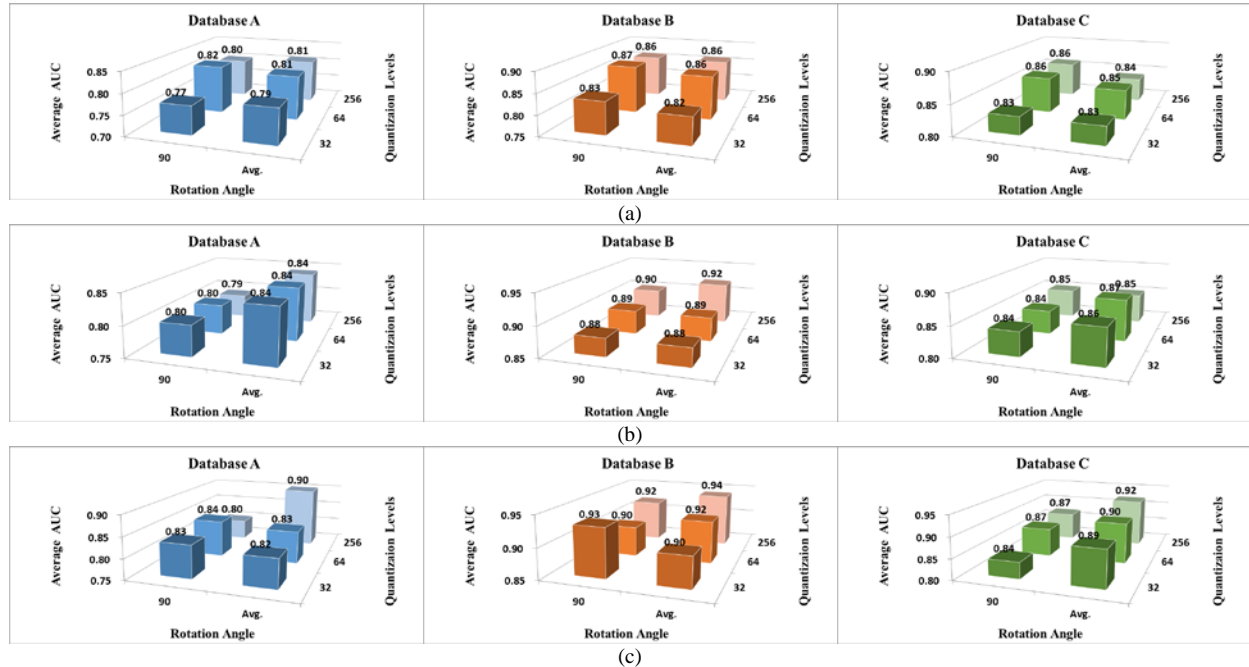 Database A
Average AUC
0.85
0.80
0.75
0.70
0.77
0.82
0.80
0.79
0.81
0.81
90
Avg.
32
64
256
Rotation Angle
Quantizaion Levels
Database B
Average AUC
0.90
0.85
0.80
0.75
0.83
0.87
0.86
0.82
0.86
0.86
90
Avg.
32
64
256
Rotation Angle
Quantizaion Levels
Database C
Average AUC
0.90
0.85
0.80
0.83
0.86
0.86
0.83
0.85
0.84
90
Avg.
32
64
256
Rotation Angle
Quantizaion Levels
(a)
Database A
Average AUC
0.85
0.80
0.75
0.80
0.80
0.79
0.84
0.84
0.84
90
Avg.
32
64
256
Rotation Angle
Quantizaion Levels
Database B
Average AUC
0.95
0.90
0.85
0.88
0.89
0.90
0.88
0.89
0.92
90
Avg.
32
64
256
Rotation Angle
Quantizaion Levels
Database C
Average AUC
0.90
0.85
0.80
0.84
0.84
0.85
0.86
0.87
0.85
90
Avg.
32
64
256
Rotation Angle
Quantizaion Levels
(b)
Database A
Average AUC
0.90
0.85
0.80
0.75
0.83
0.84
0.80
0.82
0.83
0.90
90
Avg.
32
64
256
Rotation Angle
Quantizaion Levels
Database B
Average AUC
0.95
0.90
0.85
0.93
0.90
0.92
0.90
0.92
0.94
90
Avg.
32
64
256
Rotation Angle
Quantizaion Levels
Database C
Average AUC
0.95
0.90
0.85
0.80
0.84
0.87
0.87
0.89
0.90
0.92
90
Avg.
32
64
256
Rotation Angle
Quantizaion Levels
(c)